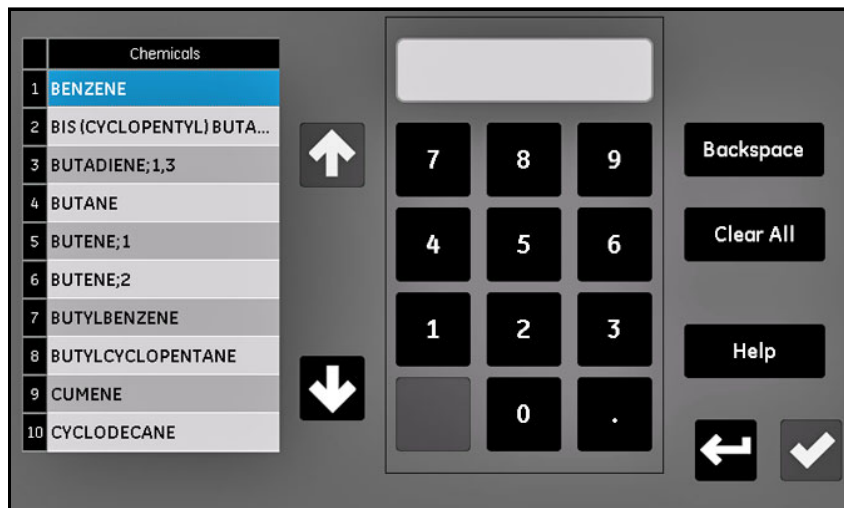 Chemicals
1 BENZENE
2 BIS (CYCLOPENTYL) BUTA...
3 BUTADIENE;1,3
4 BUTANE
5 BUTENE;1
6 BUTENE;2
7 BUTYLBENZENE
8 BUTYLCYCLOPENTANE
9 CUMENE
10 CYCLODECANE
7 8 9
4 5 6
1 2 3
0 .
Backspace
Clear All
Help